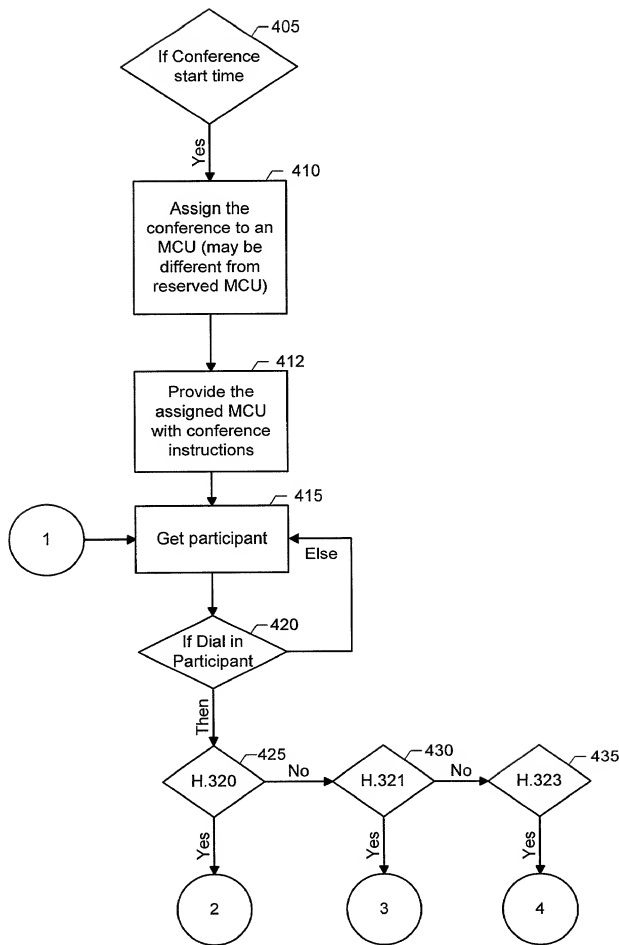 405
If Conference
start time
Yes
410
Assign the
conference to an
MCU (may be
different from
reserved MCU)
412
Provide the
assigned MCU
with conference
instructions
415
1
Get participant
Else
420
If Dial in
Participant
Then
425
430
435
H.320
No
H.321
No
H.323
Yes
Yes
Yes
2
3
4